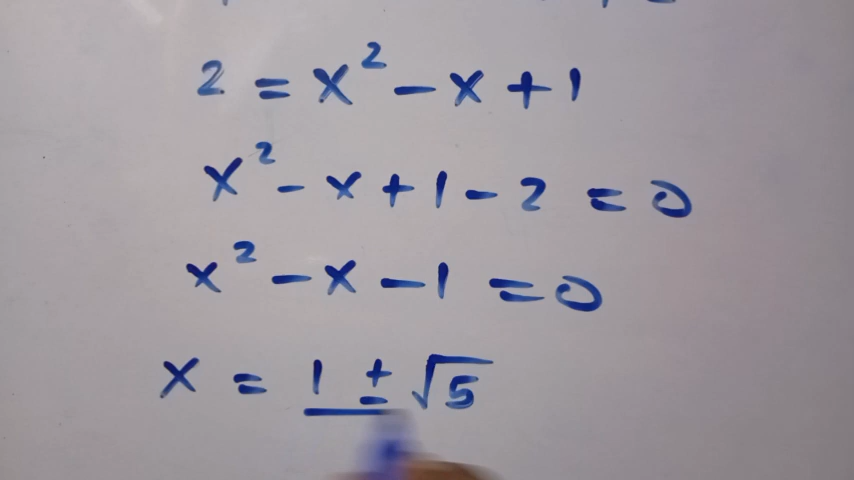 2 = x² - x + 1
x² - x + 1 - 2 = 0
x² - x - 1 = 0
x = 1 ± √5